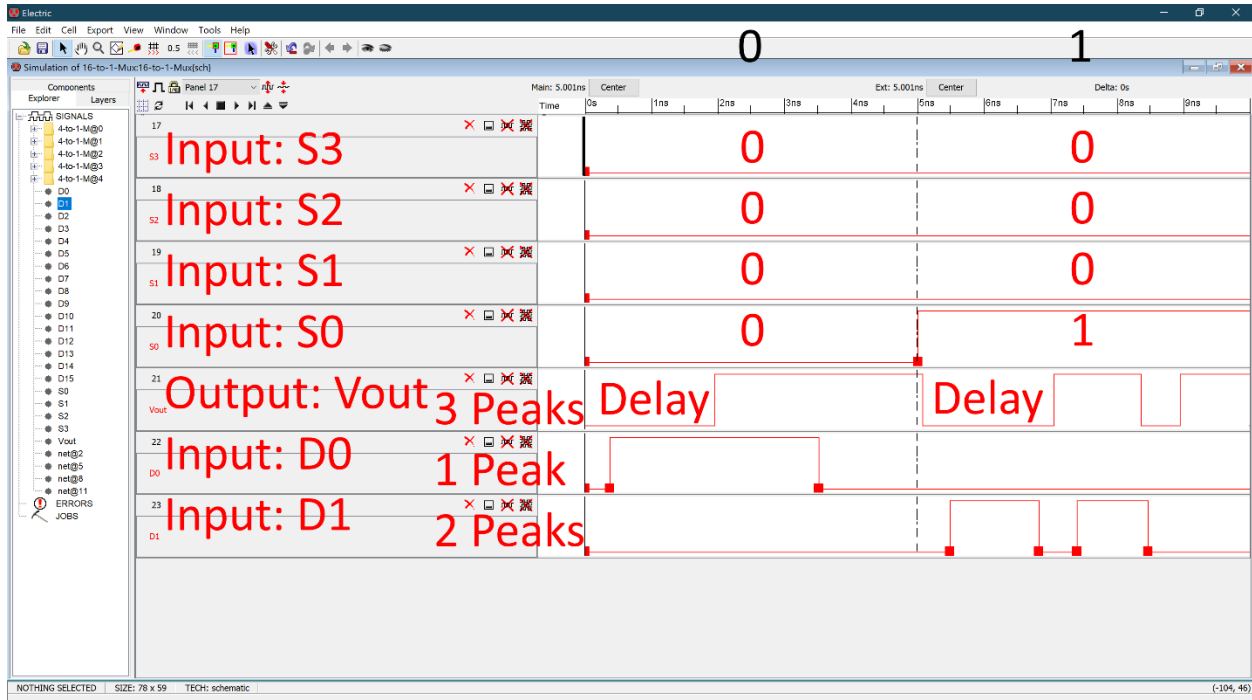 Electric
File Edit Cell Export View Window Tools Help
0.5
0 1
Simulation of 16-to-1-Mux:16-to-1-Mux{sch}
Components
Explorer Layers
SIGNALS
4-to-1-M@0
4-to-1-M@1
4-to-1-M@2
4-to-1-M@3
4-to-1-M@4
D0
D1
D2
D3
D4
D5
D6
D7
D8
D9
D10
D11
D12
D13
D14
D15
S0
S1
S2
S3
Vout
net@2
net@5
net@8
net@11
ERRORS
JOBS
Panel 17 Main: 5.001ns Center Ext: 5.001ns Center Delta: 0s
Time 0s 1ns 2ns 3ns 4ns 5ns 6ns 7ns 8ns 9ns
17
S3 Input: S3 0 0
18
S2 Input: S2 0 0
19
S1 Input: S1 0 0
20
S0 Input: S0 0 1
21
Vout Output: Vout 3 Peaks Delay Delay
22
D0 Input: D0 1 Peak
23
D1 Input: D1 2 Peaks
NOTHING SELECTED SIZE: 78 x 59 TECH: schematic (-104, 46)